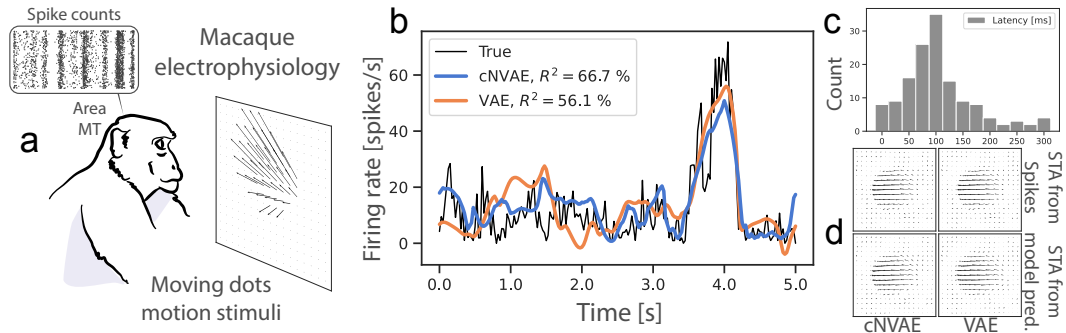 Spike counts
Macaque
electrophysiology
Area
MT
a
Moving dots
motion stimuli
b
True
cNVAE, R² = 66.7 %
VAE, R² = 56.1 %
Firing rate [spikes/s]
60
40
20
0
0.0 1.0 2.0 3.0 4.0 5.0
Time [s]
c
Latency [ms]
Count
30
20
10
0
0 50 100 150 200 250 300
d
STA from
Spikes
STA from
model pred.
cNVAE VAE